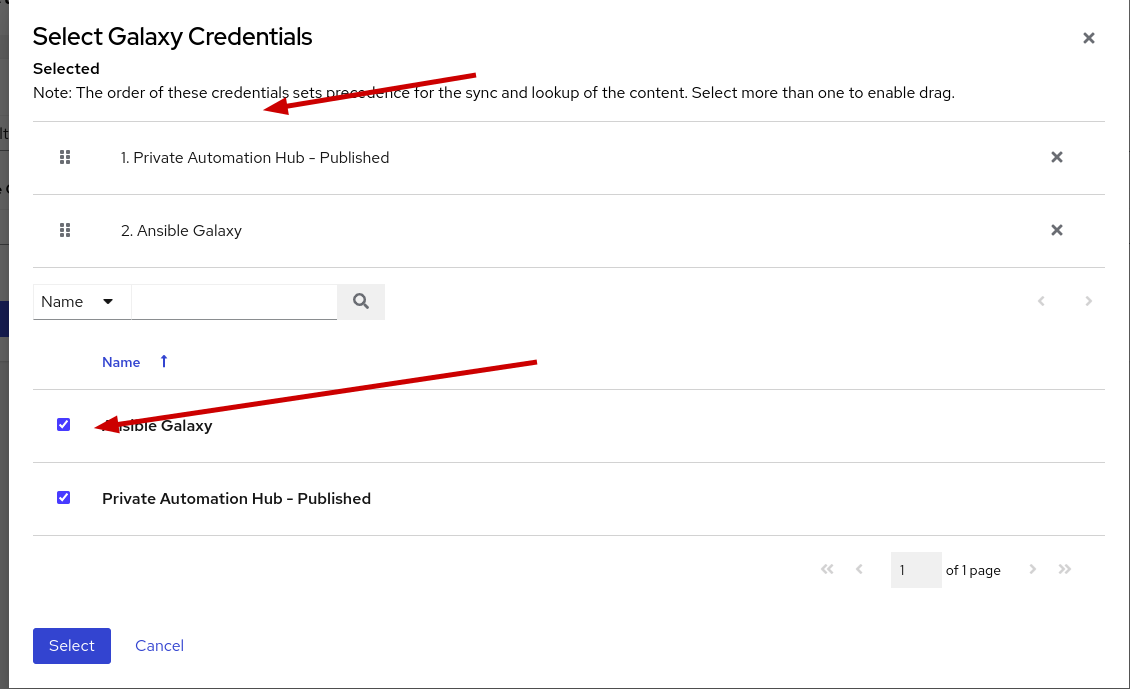 Select Galaxy Credentials
Selected
Note: The order of these credentials sets precedence for the sync and lookup of the content. Select more than one to enable drag.
1. Private Automation Hub - Published
2. Ansible Galaxy
Name
Name
Ansible Galaxy
Private Automation Hub - Published
1 of 1 page
Select Cancel